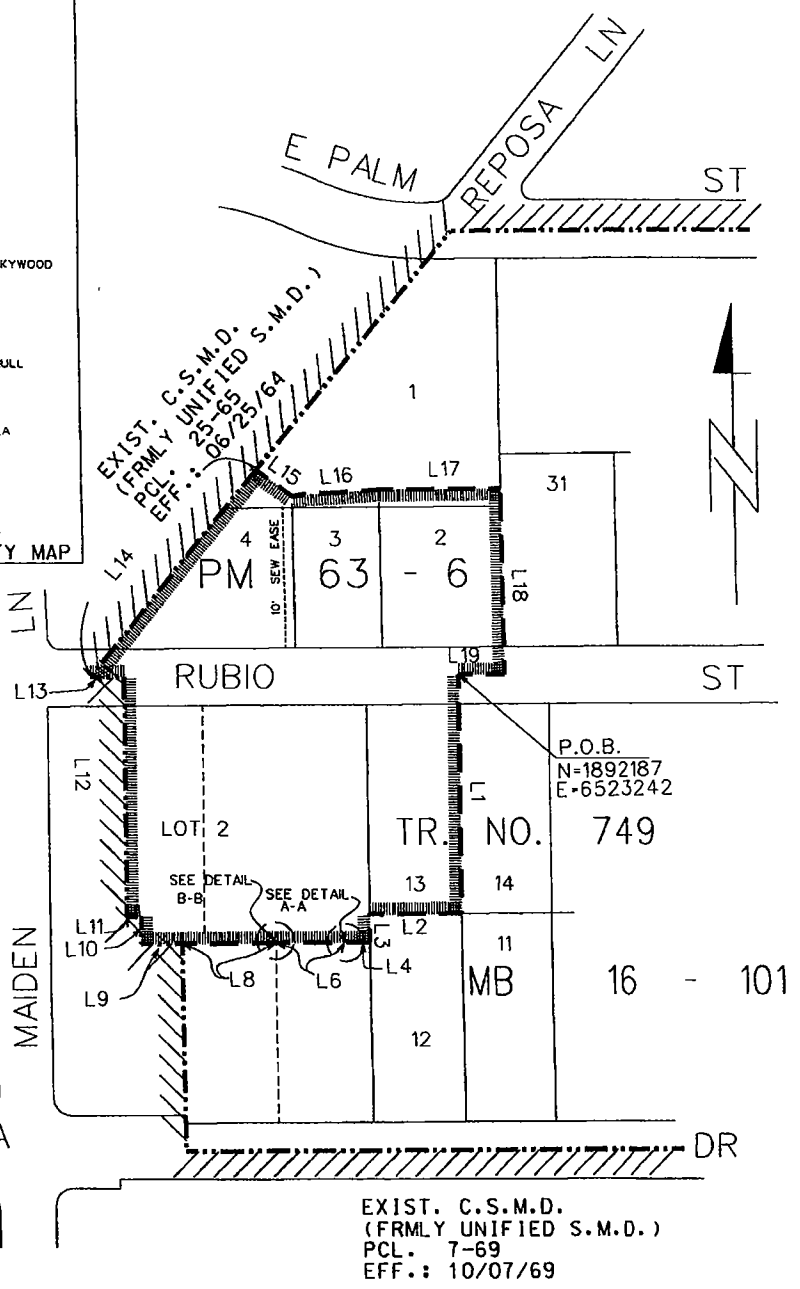 E PALM
REPOSA LN
ST
KYWOOD
EXIST. C.S.M.D.
(FRMLY UNIFIED S.M.D.)
PCL. 25-65
EFF.: 06/25/64
ULL
A
Y MAP
1
31
L15
L16
L17
4
3
2
PM 63 - 6
10' SEW EASE
L14
L18
LN
L19
L13
RUBIO
ST
P.O.B.
N=1892187
E=6523242
L12
L1
LOT 2
TR. NO. 749
SEE DETAIL
B-B
SEE DETAIL
A-A
13
14
L11
L10
L2
L3
L9
L8
L6
L4
11
MB 16 - 101
MAIDEN
12
A
DR
EXIST. C.S.M.D.
(FRMLY UNIFIED S.M.D.)
PCL. 7-69
EFF.: 10/07/69